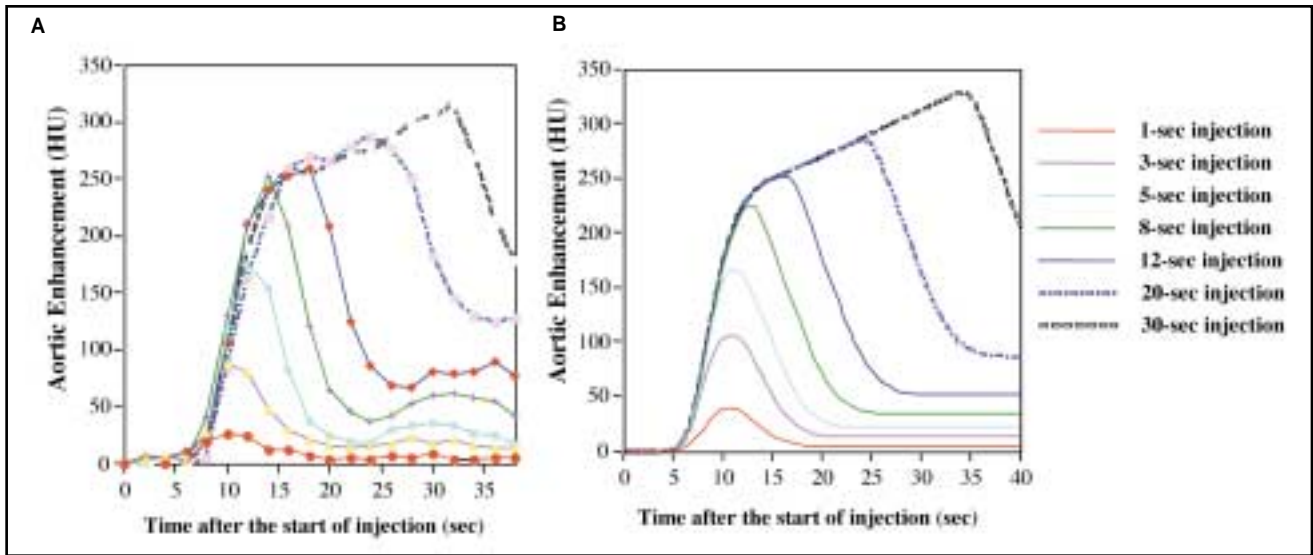 A
350
300
250
200
150
100
50
0
Aortic Enhancement (HU)
0 5 10 15 20 25 30 35
Time after the start of injection (sec)
B
350
300
250
200
150
100
50
0
Aortic Enhancement (HU)
0 5 10 15 20 25 30 35 40
Time after the start of injection (sec)
1-sec injection
3-sec injection
5-sec injection
8-sec injection
12-sec injection
20-sec injection
30-sec injection